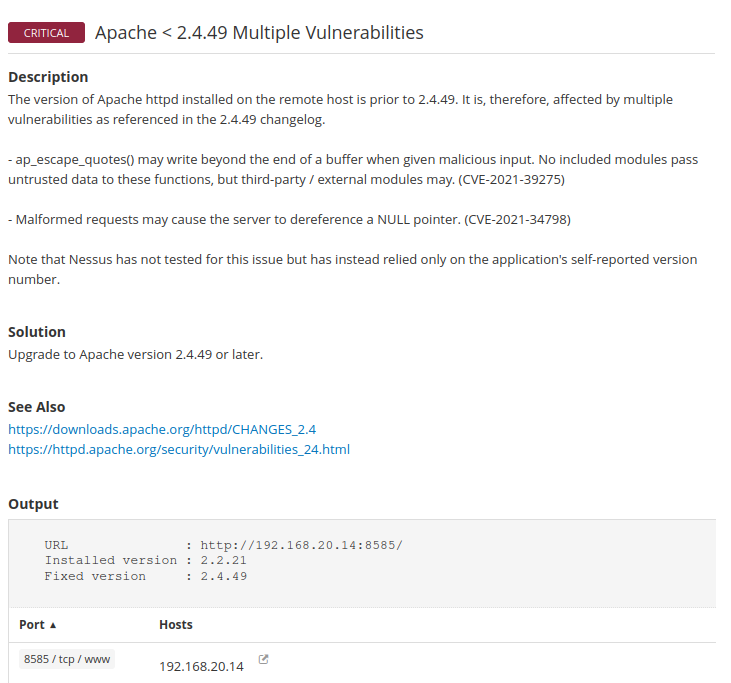 CRITICAL Apache < 2.4.49 Multiple Vulnerabilities
Description
The version of Apache httpd installed on the remote host is prior to 2.4.49. It is, therefore, affected by multiple
vulnerabilities as referenced in the 2.4.49 changelog.
- ap_escape_quotes() may write beyond the end of a buffer when given malicious input. No included modules pass
untrusted data to these functions, but third-party / external modules may. (CVE-2021-39275)
- Malformed requests may cause the server to dereference a NULL pointer. (CVE-2021-34798)
Note that Nessus has not tested for this issue but has instead relied only on the application's self-reported version
number.
Solution
Upgrade to Apache version 2.4.49 or later.
See Also
https://downloads.apache.org/httpd/CHANGES_2.4
https://httpd.apache.org/security/vulnerabilities_24.html
Output
URL : http://192.168.20.14:8585/
Installed version : 2.2.21
Fixed version : 2.4.49
Port ▲ Hosts
8585 / tcp / www 192.168.20.14